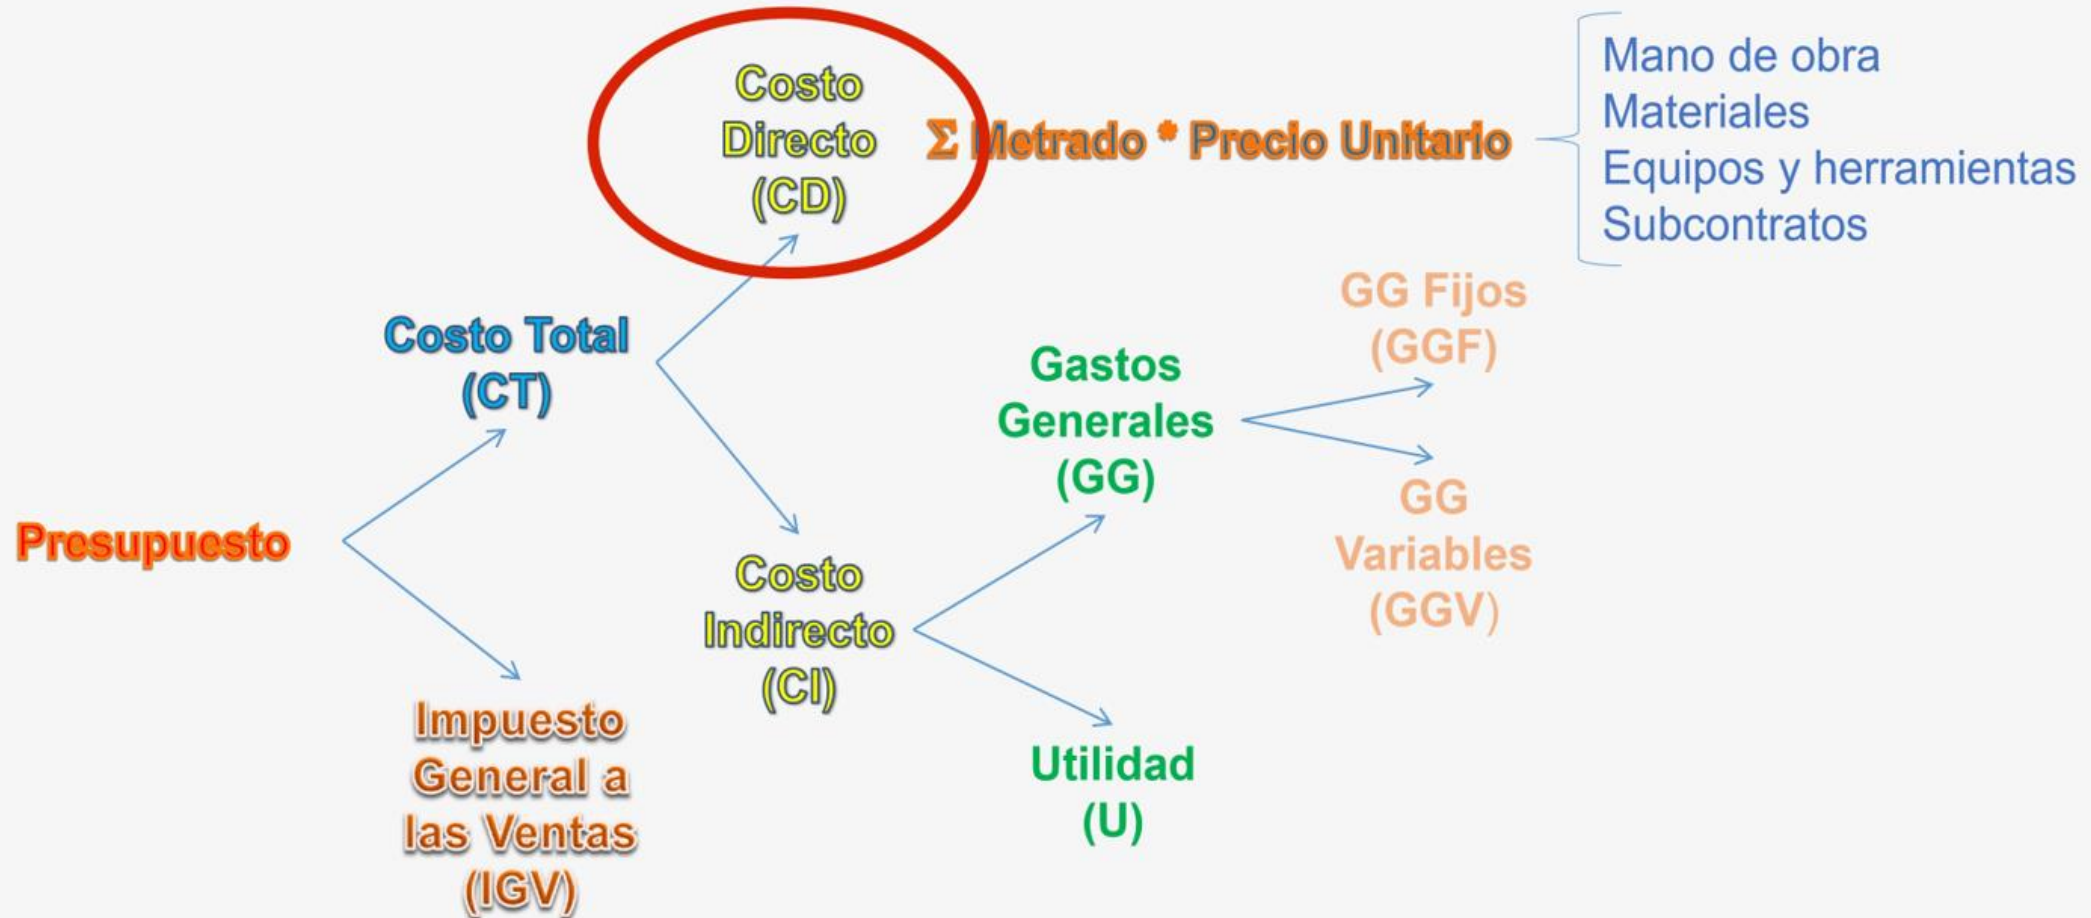 Costo
Directo
(CD)
Σ Metrado * Precio Unitario
Mano de obra
Materiales
Equipos y herramientas
Subcontratos
Costo Total
(CT)
GG Fijos
(GGF)
Gastos
Generales
(GG)
GG
Variables
(GGV)
Presupuesto
Costo
Indirecto
(CI)
Impuesto
General a
las Ventas
(IGV)
Utilidad
(U)